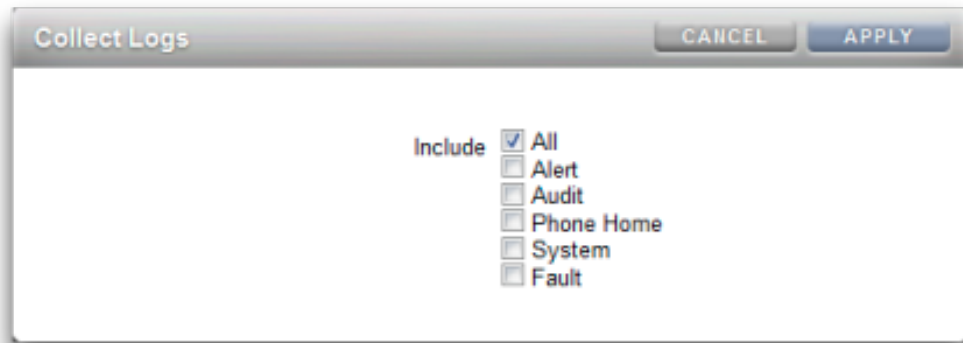 Collect Logs CANCEL APPLY
Include All
Alert
Audit
Phone Home
System
Fault